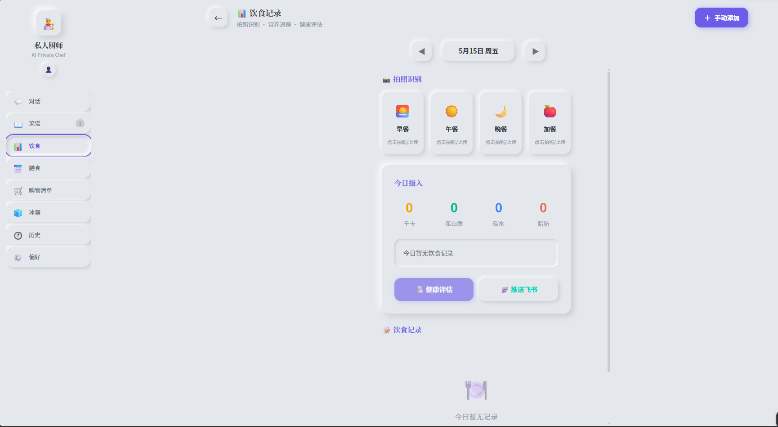 私人厨师
AI Private Chef
对话
菜谱
饮食
膳食
购物清单
冰箱
历史
偏好
饮食记录
拍照识别 · 营养追踪 · 健康评估
+ 手动添加
5月15日 周五
拍照识别
早餐
点击拍照/上传
午餐
点击拍照/上传
晚餐
点击拍照/上传
加餐
点击拍照/上传
今日摄入
0
千卡
0
蛋白质
0
碳水
0
脂肪
今日暂无饮食记录
健康评估
推送飞书
饮食记录
今日暂无记录